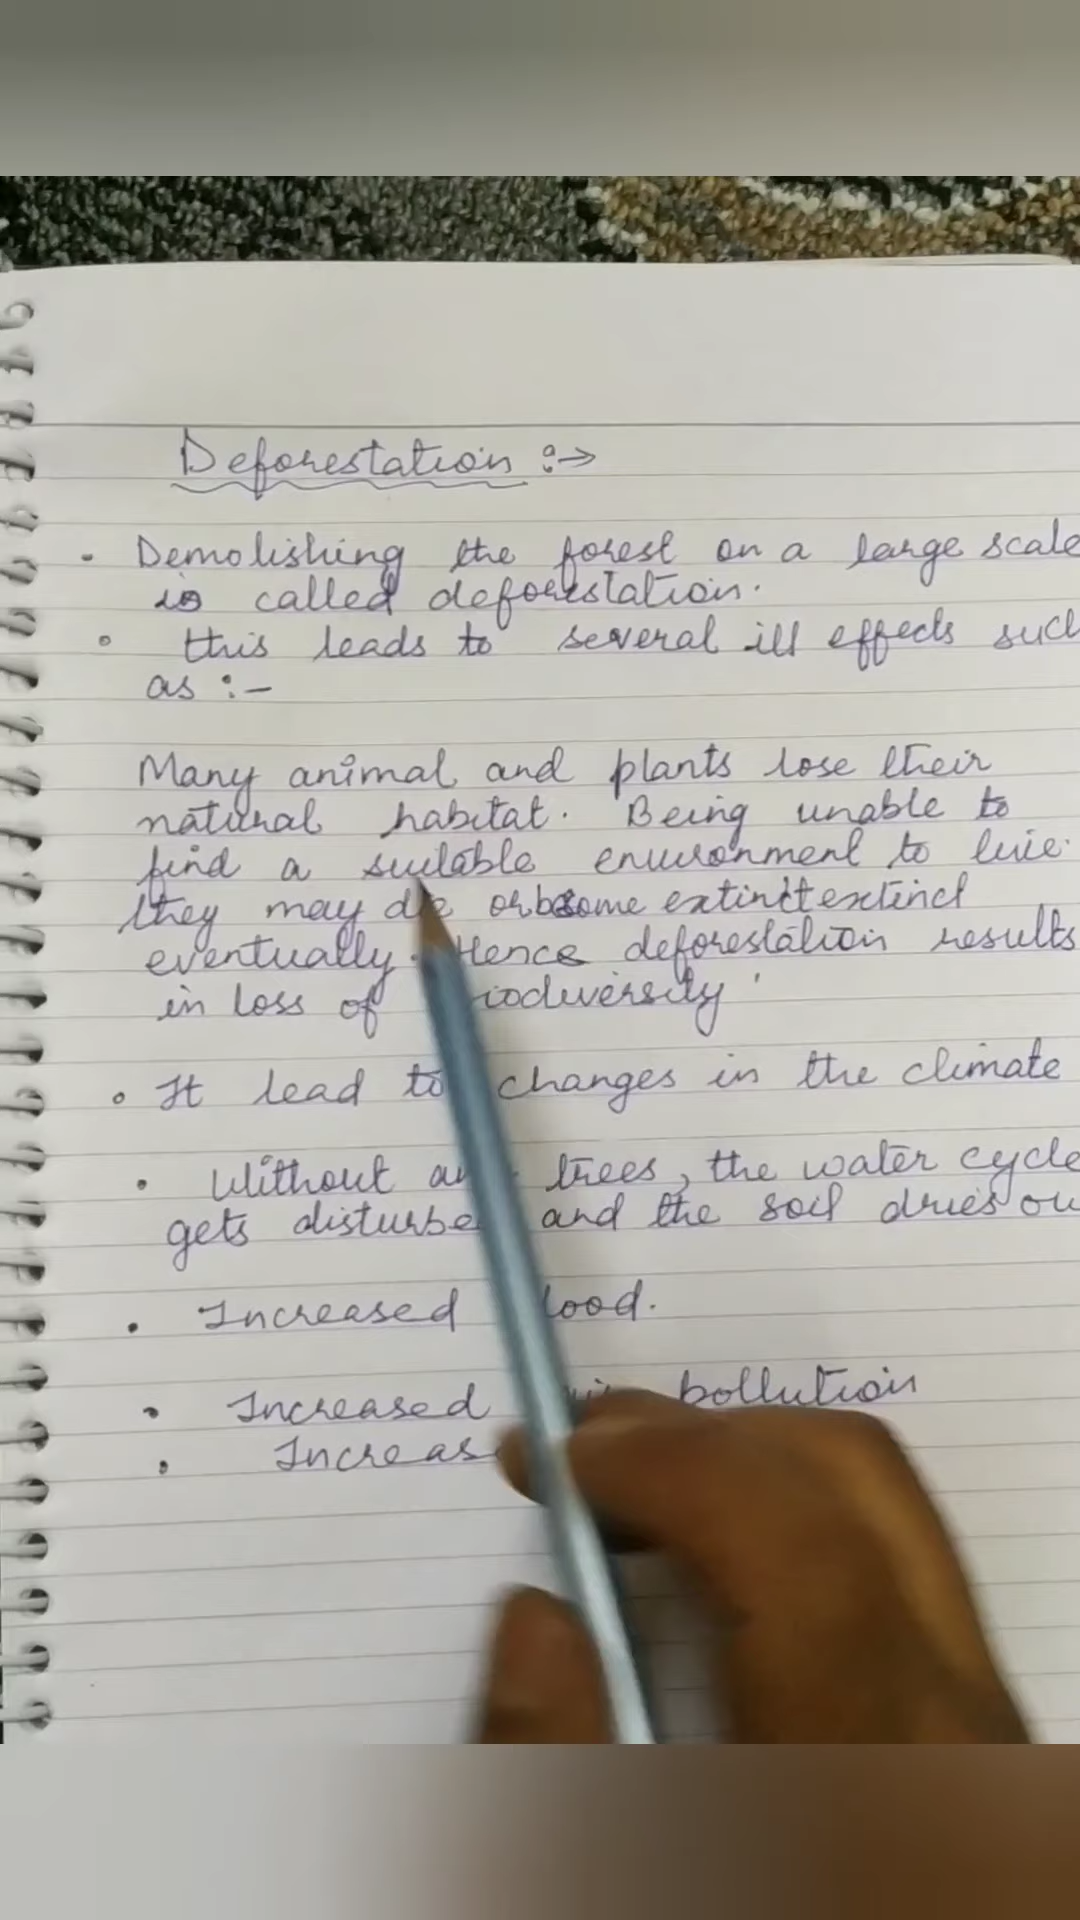 Deforestation :→
• Demolishing the forest on a large scale
is called deforestation.
• this leads to several ill effects such
as :-
Many animal and plants lose their
natural habitat. Being unable to
find a suitable environment to live.
they may die or become extinct extinct
eventually. Hence deforestation results
in loss of
• It lead to changes in the climate
• Without trees, the water cycle
gets and the soil dries
• Increased
• Increased pollution
•